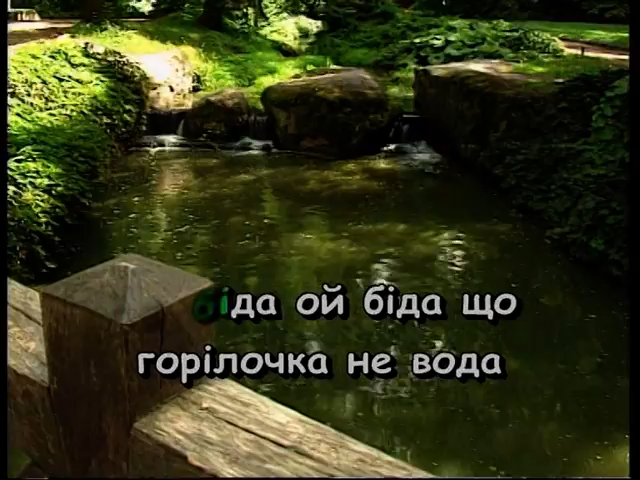 біда ой біда що
горілочка не вода